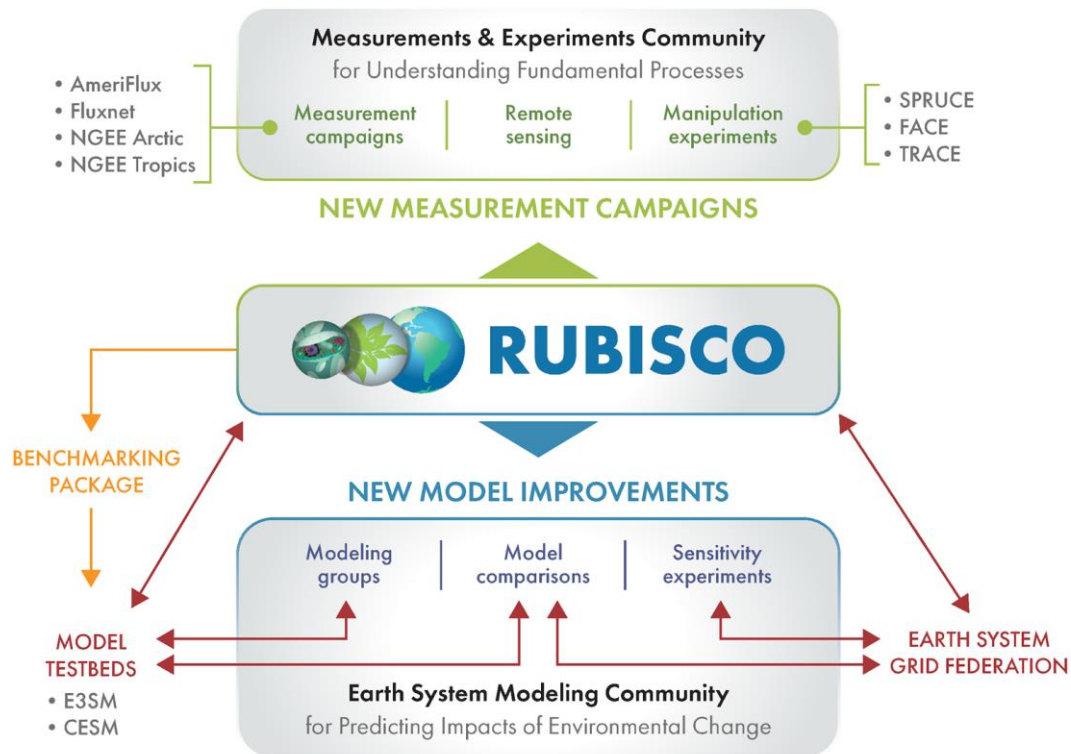 Measurements & Experiments Community
for Understanding Fundamental Processes
• AmeriFlux
• Fluxnet
• NGEE Arctic
• NGEE Tropics
Measurement
campaigns
Remote
sensing
Manipulation
experiments
• SPRUCE
• FACE
• TRACE
NEW MEASUREMENT CAMPAIGNS
RUBISCO
BENCHMARKING
PACKAGE
NEW MODEL IMPROVEMENTS
Modeling
groups
Model
comparisons
Sensitivity
experiments
MODEL
TESTBEDS
• E3SM
• CESM
EARTH SYSTEM
GRID FEDERATION
Earth System Modeling Community
for Predicting Impacts of Environmental Change